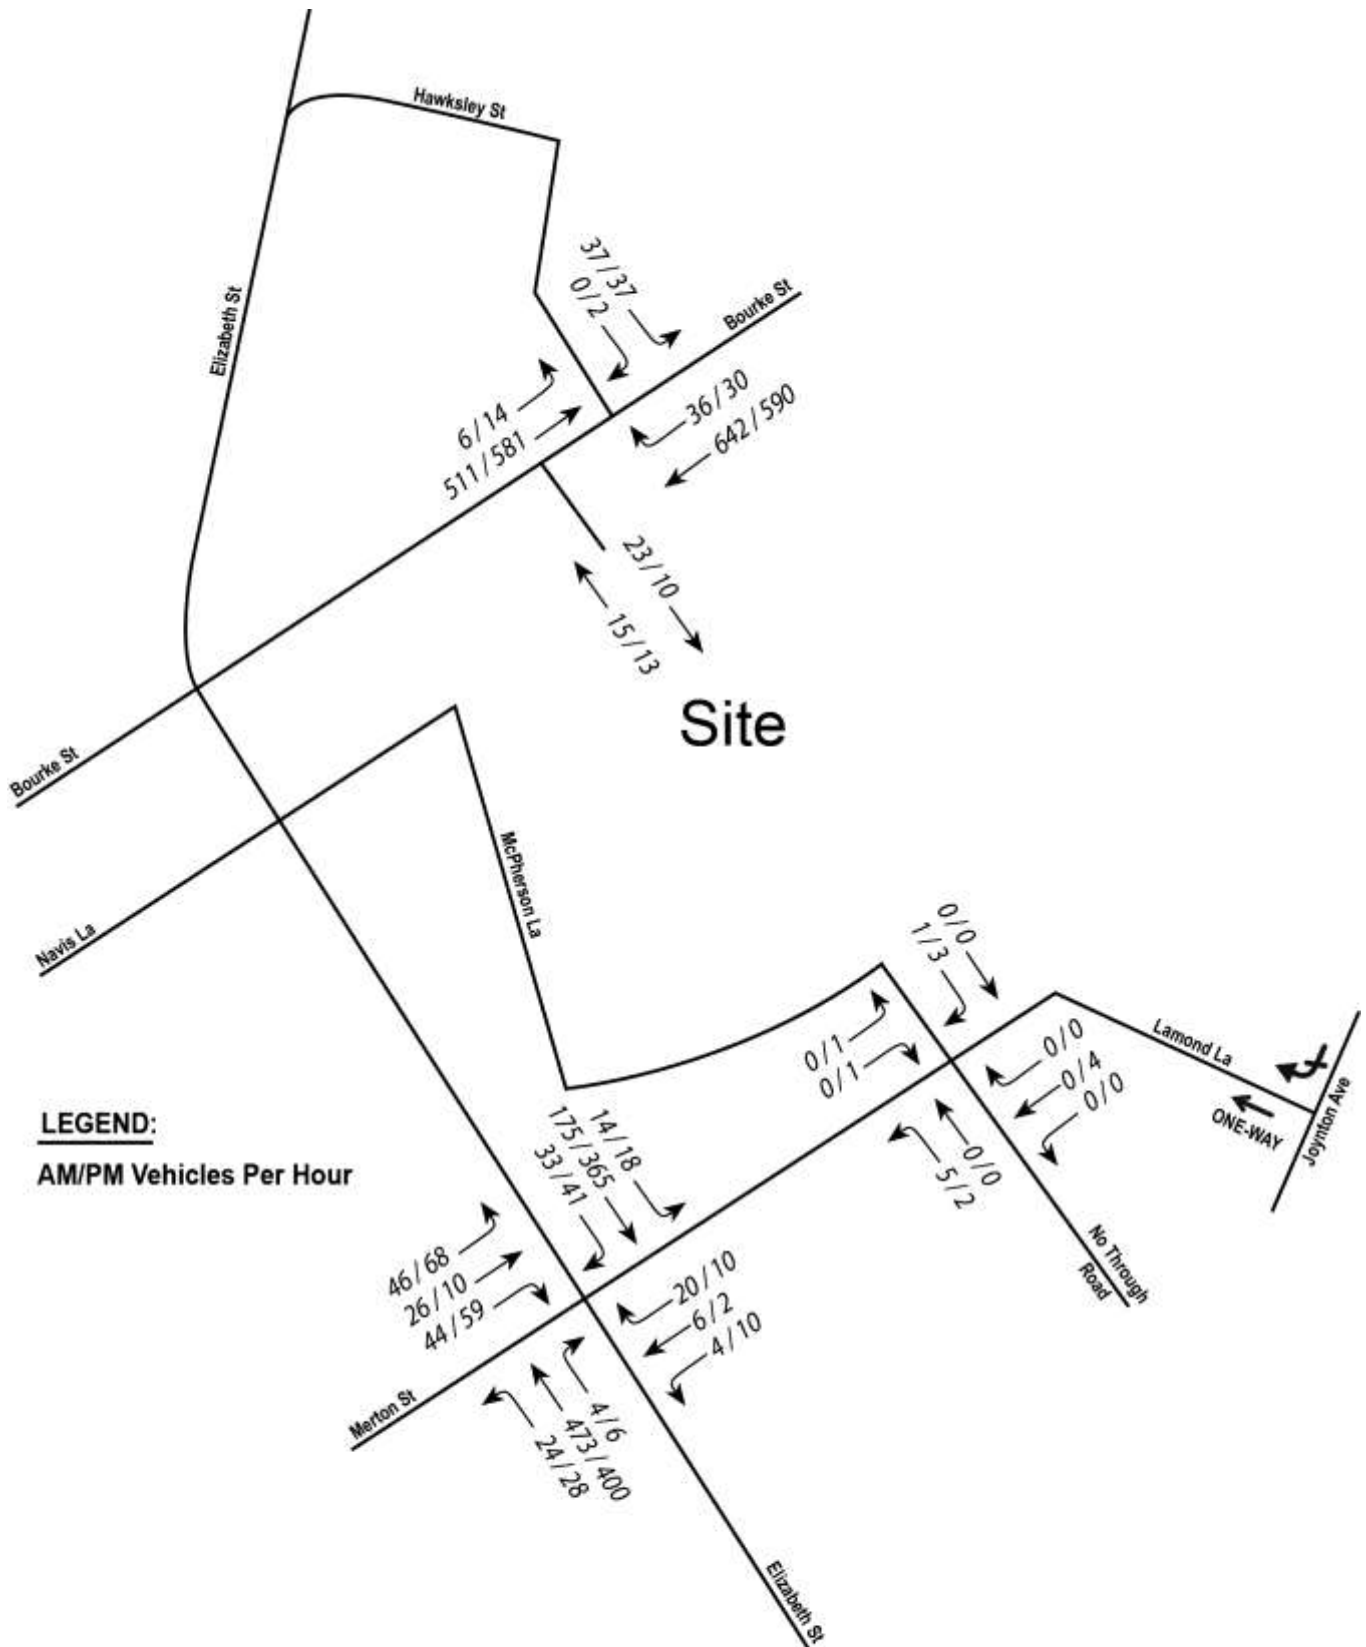 Hawksley St
Elizabeth St
37/37
0/2
Bourke St
6/14
511/581
36/30
642/590
23/10
15/13
Site
Bourke St
Navis La
McPherson La
0/0
1/3
0/1
0/1
0/0
0/4
0/0
Lamond La
ONE-WAY
Joynton Ave
0/0
5/2
No Through
Road
LEGEND:
AM/PM Vehicles Per Hour
14/18
175/365
33/41
46/68
26/10
44/59
20/10
6/2
4/10
Merton St
4/6
473/400
24/28
Elizabeth St